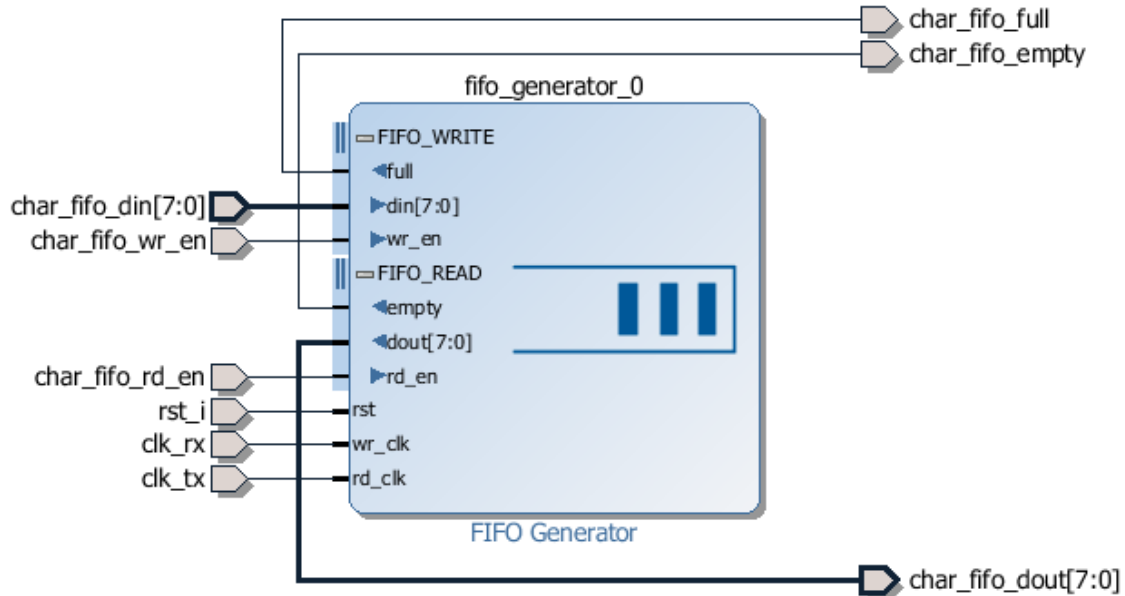 char_fifo_full
char_fifo_empty
fifo_generator_0
FIFO_WRITE
full
char_fifo_din[7:0]
din[7:0]
char_fifo_wr_en
wr_en
FIFO_READ
empty
dout[7:0]
char_fifo_rd_en
rd_en
rst_i
rst
clk_rx
wr_clk
clk_tx
rd_clk
FIFO Generator
char_fifo_dout[7:0]